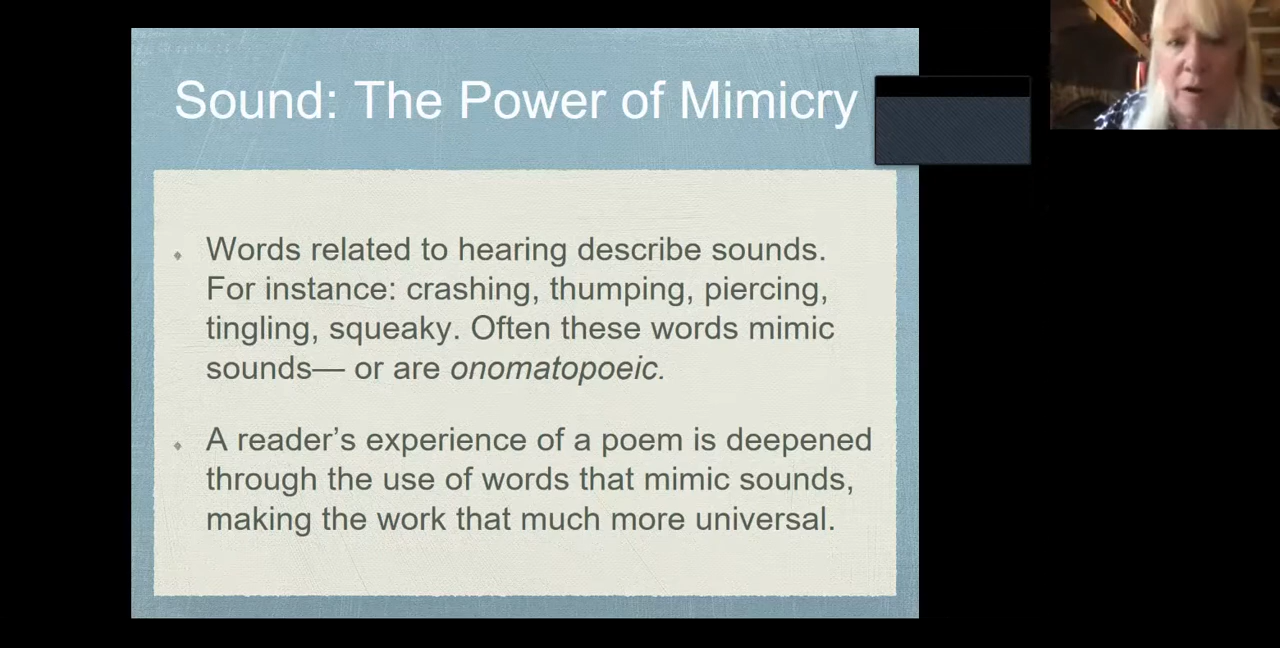 Sound: The Power of Mimicry
Words related to hearing describe sounds.
For instance: crashing, thumping, piercing,
tingling, squeaky. Often these words mimic
sounds— or are onomatopoeic.
A reader’s experience of a poem is deepened
through the use of words that mimic sounds,
making the work that much more universal.